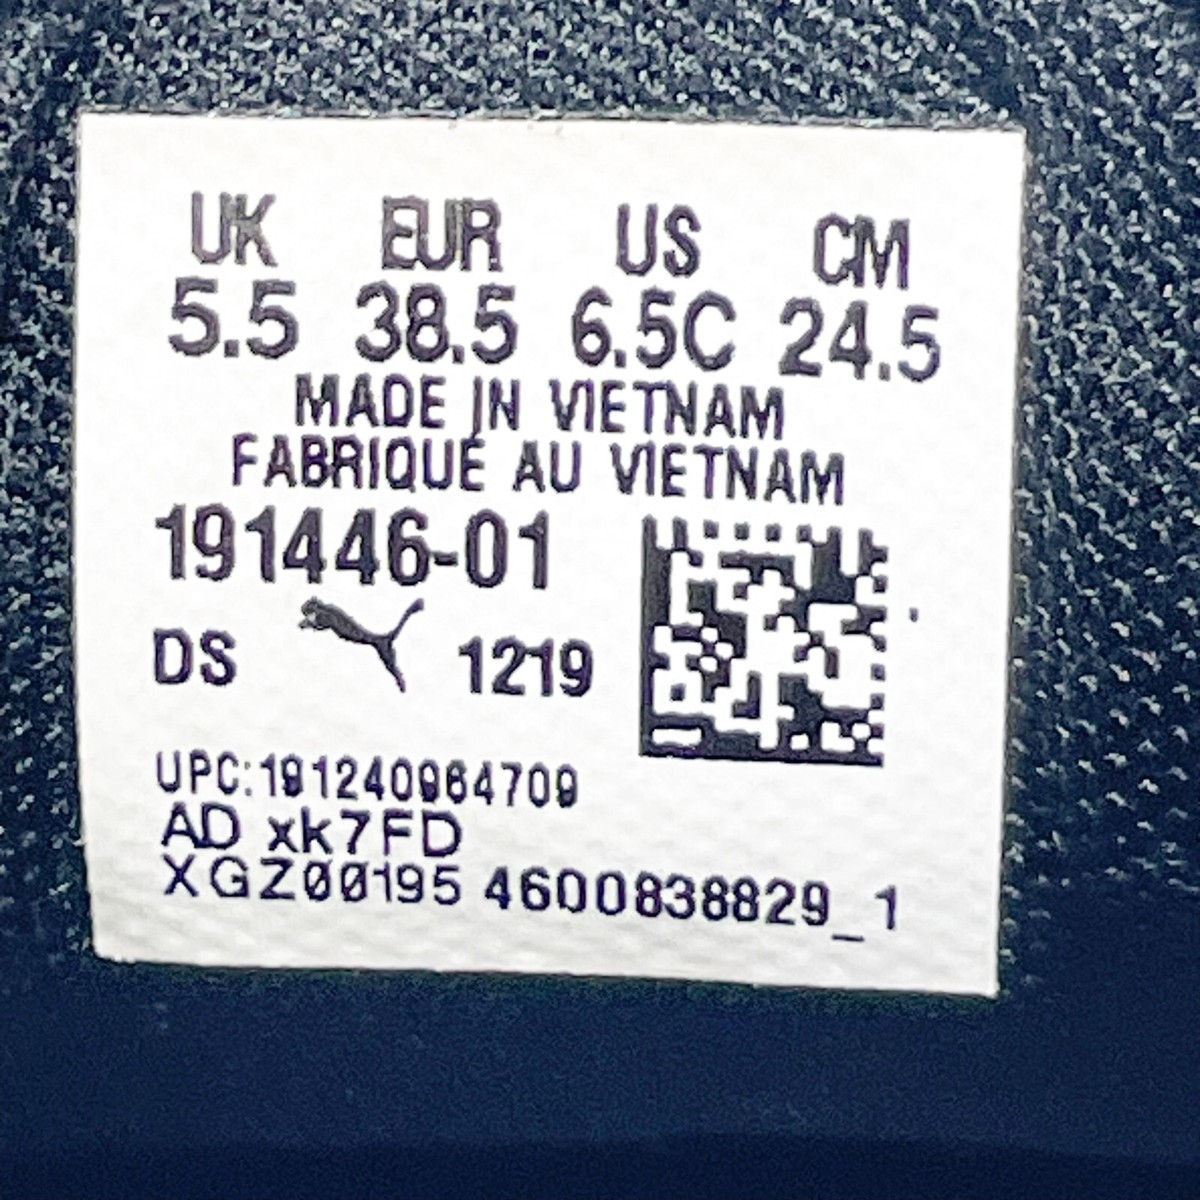 UK EUR US CM
5.5 38.5 6.5C 24.5
MADE IN VIETNAM
FABRIQUÉ AU VIETNAM
191446-01
DS 1219
UPC:191240964709
AD xk7FD
XGZ00195 4600838829_1